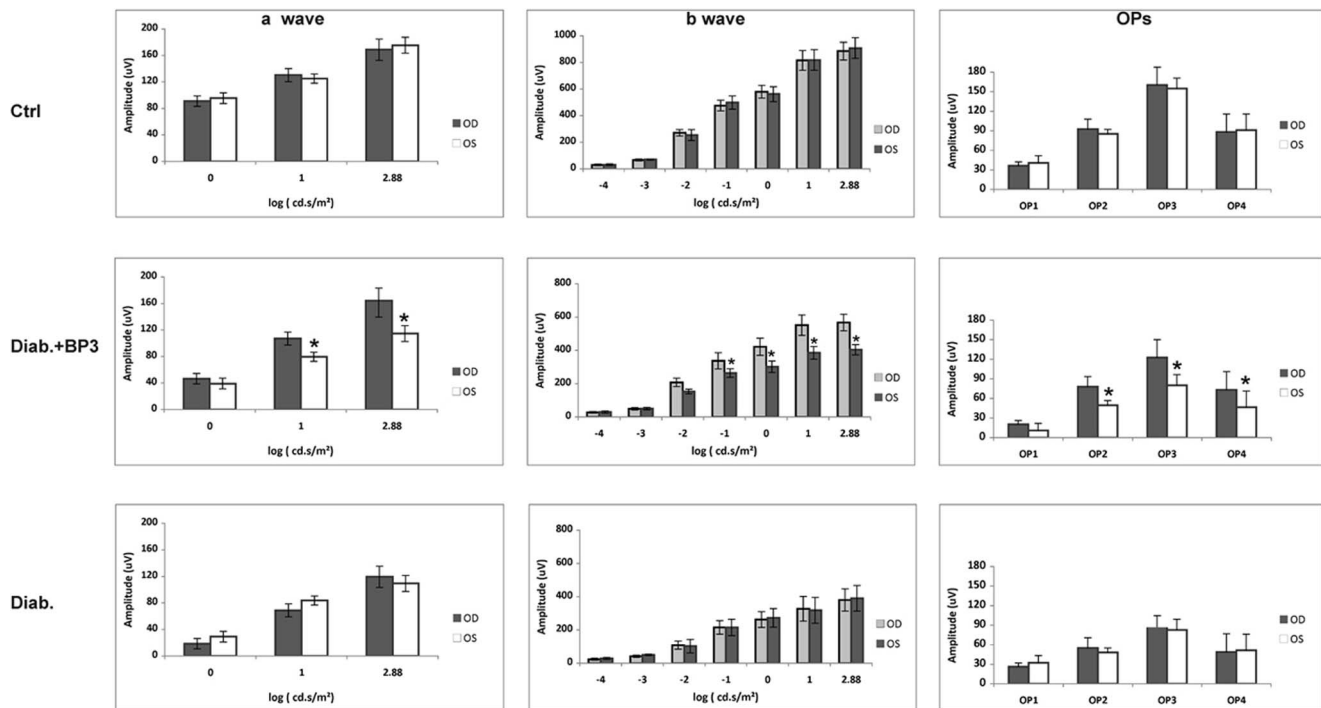 a wave
b wave
OPs
Ctrl
Amplitude (uV)
200
160
120
80
40
0
0 1 2.88
log ( cd.s/m²)
OD
OS
Amplitude (uV)
1000
800
600
400
200
0
-4 -3 -2 -1 0 1 2.88
log ( cd.s/m²)
OD
OS
Amplitude (uV)
180
150
120
90
60
30
0
OP1 OP2 OP3 OP4
OD
OS
Diab.+BP3
Amplitude (uV)
200
160
120
80
40
0
* *
0 1 2.88
log ( cd.s/m²)
OD
OS
Amplitude (uV)
800
600
400
200
0
* * * *
-4 -3 -2 -1 0 1 2.88
log ( cd.s/m²)
OD
OS
Amplitude (uV)
180
150
120
90
60
30
0
* * *
OP1 OP2 OP3 OP4
OD
OS
Diab.
Amplitude (uV)
200
160
120
80
40
0
0 1 2.88
log ( cd.s/m²)
OD
OS
Amplitude (uV)
800
600
400
200
0
-4 -3 -2 -1 0 1 2.88
log ( cd.s/m²)
OD
OS
Amplitude (uV)
180
150
120
90
60
30
0
OP1 OP2 OP3 OP4
OD
OS